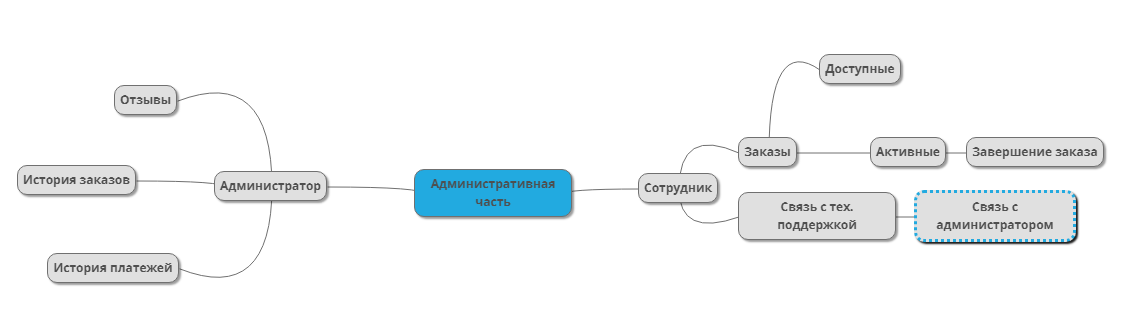 Доступные
Отзывы
Заказы
Активные
Завершение заказа
История заказов
Администратор
Административная
часть
Сотрудник
Связь с тех.
поддержкой
Связь с
администратором
История платежей